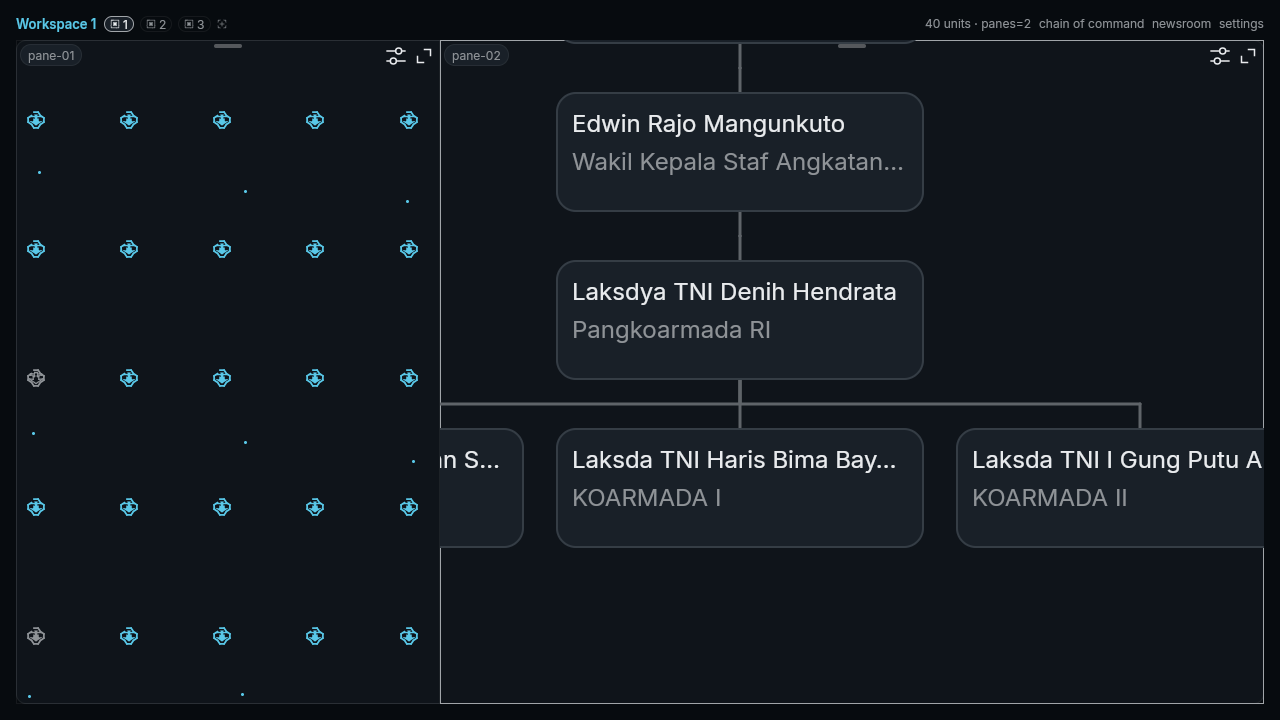 Workspace 1
1
2
3
40 units · panes=2 chain of command newsroom settings
pane-01
pane-02
Edwin Rajo Mangunkuto
Wakil Kepala Staf Angkatan...
Laksdya TNI Denih Hendrata
Pangkoarmada RI
an S...
Laksda TNI Haris Bima Bay...
KOARMADA I
Laksda TNI I Gung Putu A
KOARMADA II